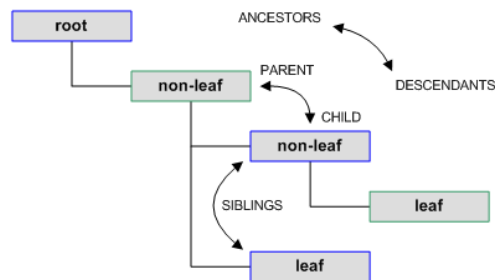 ANCESTORS
root
PARENT
DESCENDANTS
non-leaf
CHILD
non-leaf
SIBLINGS
leaf
leaf